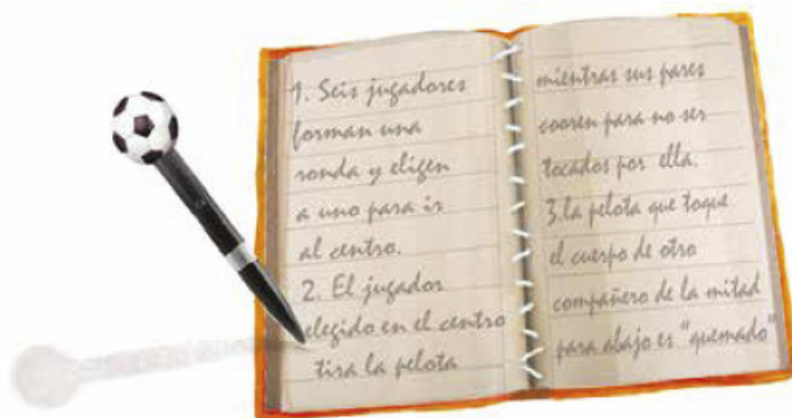 1. Seis jugadores
forman una
ronda y eligen
a uno para ir
al centro.
2. El jugador
elegido en el centro
tira la pelota
mientras sus pares
cooren para no ser
tocados por ella.
3.la pelota que toque
el cuerpo de otro
compañero de la mitad
para abajo es "quemado"